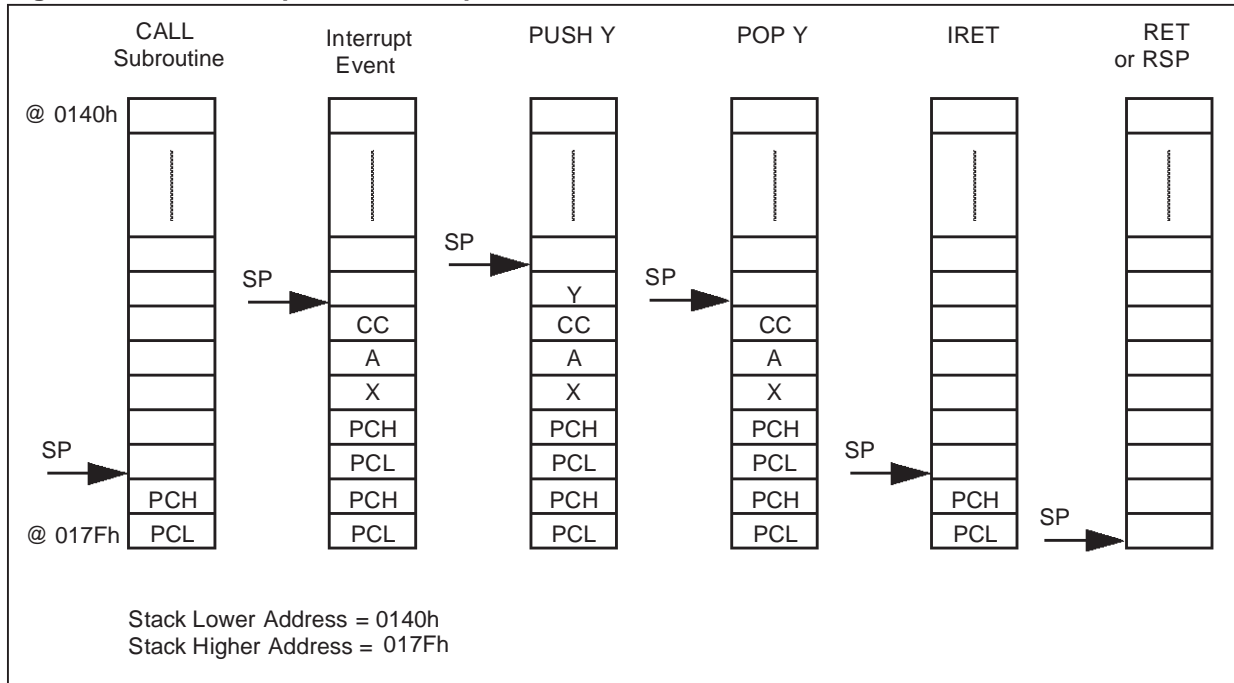 CALL
Subroutine
Interrupt
Event
PUSH Y
POP Y
IRET
RET
or RSP
@ 0140h
SP
SP
SP
Y
CC
CC
CC
A
A
A
X
X
X
PCH
PCH
PCH
SP
SP
PCL
PCL
PCL
PCH
PCH
PCH
PCH
PCH
SP
@ 017Fh
PCL
PCL
PCL
PCL
PCL
Stack Lower Address = 0140h
Stack Higher Address = 017Fh